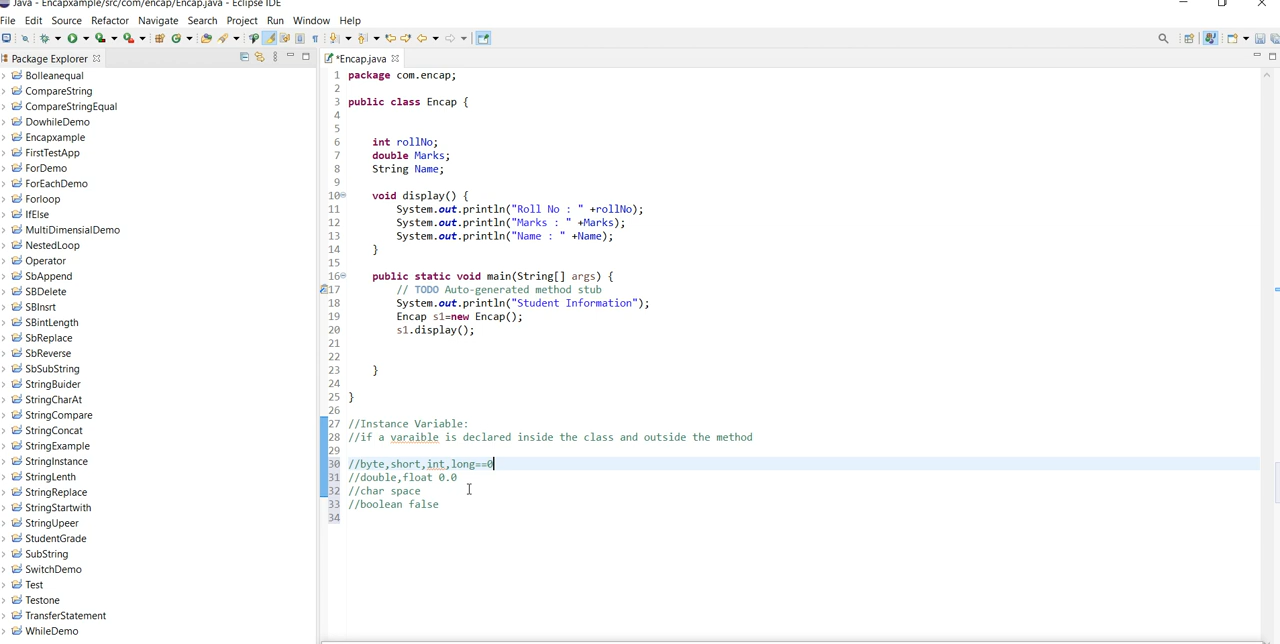 Java - Encapxample/src/com/encap/Encap.java - Eclipse IDE
File Edit Source Refactor Navigate Search Project Run Window Help
Package Explorer
*Encap.java
Bolleanequal
CompareString
CompareStringEqual
DowhileDemo
Encapxample
FirstTestApp
ForDemo
ForEachDemo
Forloop
IfElse
MultiDimensialDemo
NestedLoop
Operator
SbAppend
SBDelete
SBInsrt
SBintLength
SbReplace
SbReverse
SbSubString
StringBuider
StringCharAt
StringCompare
StringConcat
StringExample
StringInstance
StringLenth
StringReplace
StringStartwith
StringUpeer
StudentGrade
SubString
SwitchDemo
Test
Testone
TransferStatement
WhileDemo
1 package com.encap;
2
3 public class Encap {
4
5
6 int rollNo;
7 double Marks;
8 String Name;
9
10 void display() {
11 System.out.println("Roll No : " +rollNo);
12 System.out.println("Marks : " +Marks);
13 System.out.println("Name : " +Name);
14 }
15
16 public static void main(String[] args) {
17 // TODO Auto-generated method stub
18 System.out.println("Student Information");
19 Encap s1=new Encap();
20 s1.display();
21
22
23 }
24
25 }
26
27 //Instance Variable:
28 //if a varaible is declared inside the class and outside the method
29
30 //byte,short,int,long==0
31 //double,float 0.0
32 //char space
33 //boolean false
34